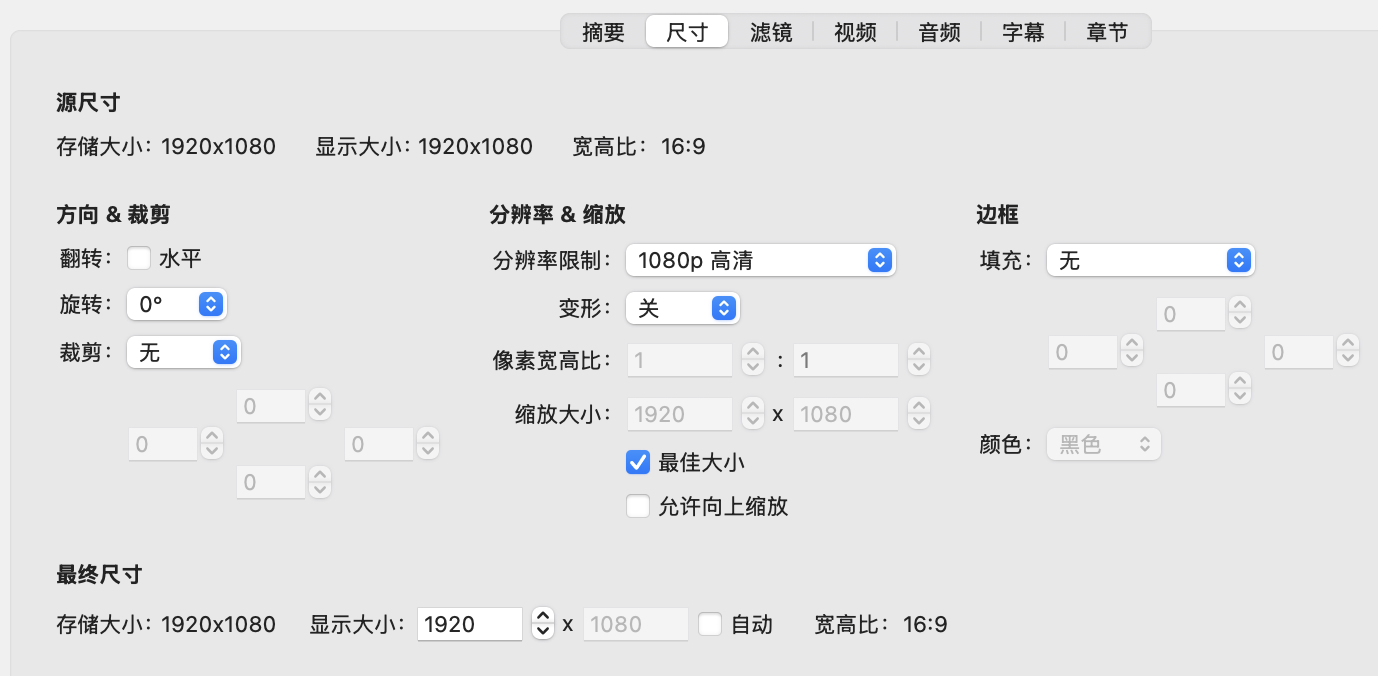 摘要 尺寸 滤镜 视频 音频 字幕 章节
源尺寸
存储大小：1920x1080 显示大小：1920x1080 宽高比：16:9
方向 & 裁剪 分辨率 & 缩放 边框
翻转： 水平 分辨率限制： 1080p 高清 填充： 无
旋转： 0° 变形： 关
裁剪： 无 像素宽高比： 1 : 1
0
0 0
0
缩放大小： 1920 x 1080
最佳大小
允许向上缩放
0
0 0
0
颜色： 黑色
最终尺寸
存储大小：1920x1080 显示大小： 1920 x 1080 自动 宽高比：16:9